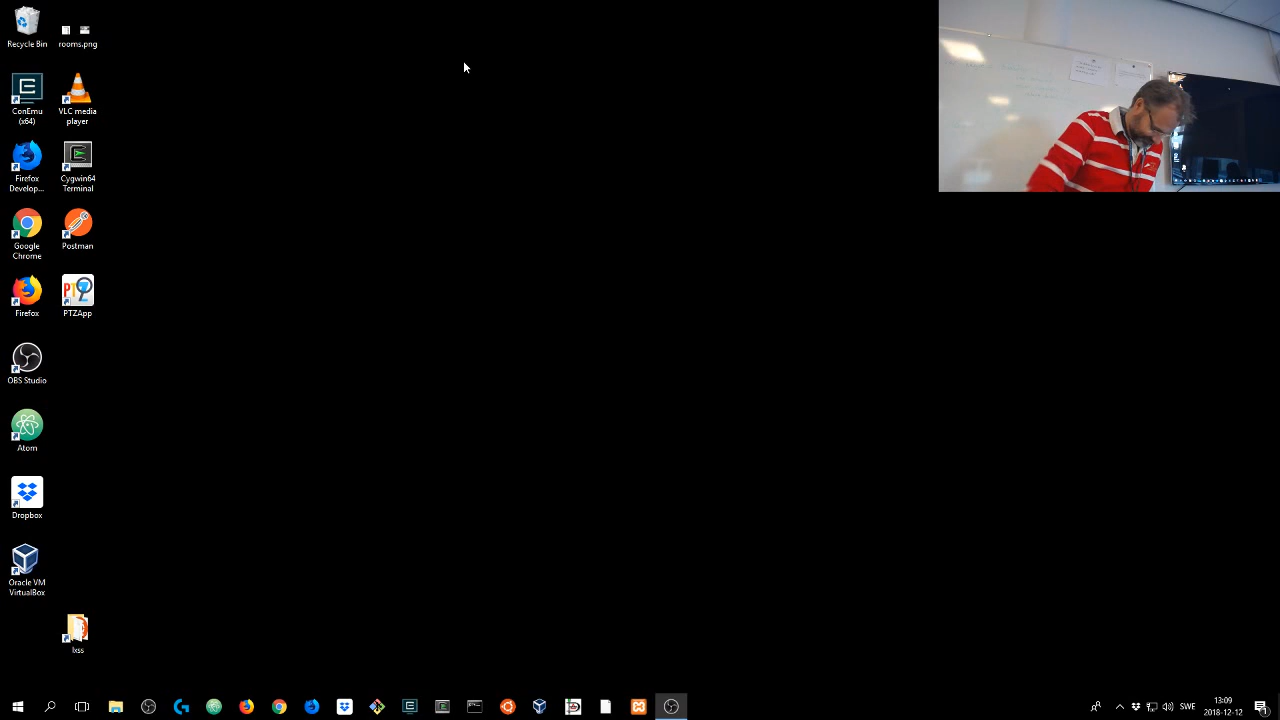 Recycle Bin
rooms.png
ConEmu
(x64)
VLC media
player
Firefox
Develop...
Cygwin64
Terminal
Google
Chrome
Postman
Firefox
PTZApp
OBS Studio
Atom
Dropbox
Oracle VM
VirtualBox
lxss
SWE
13:09
2018-12-12